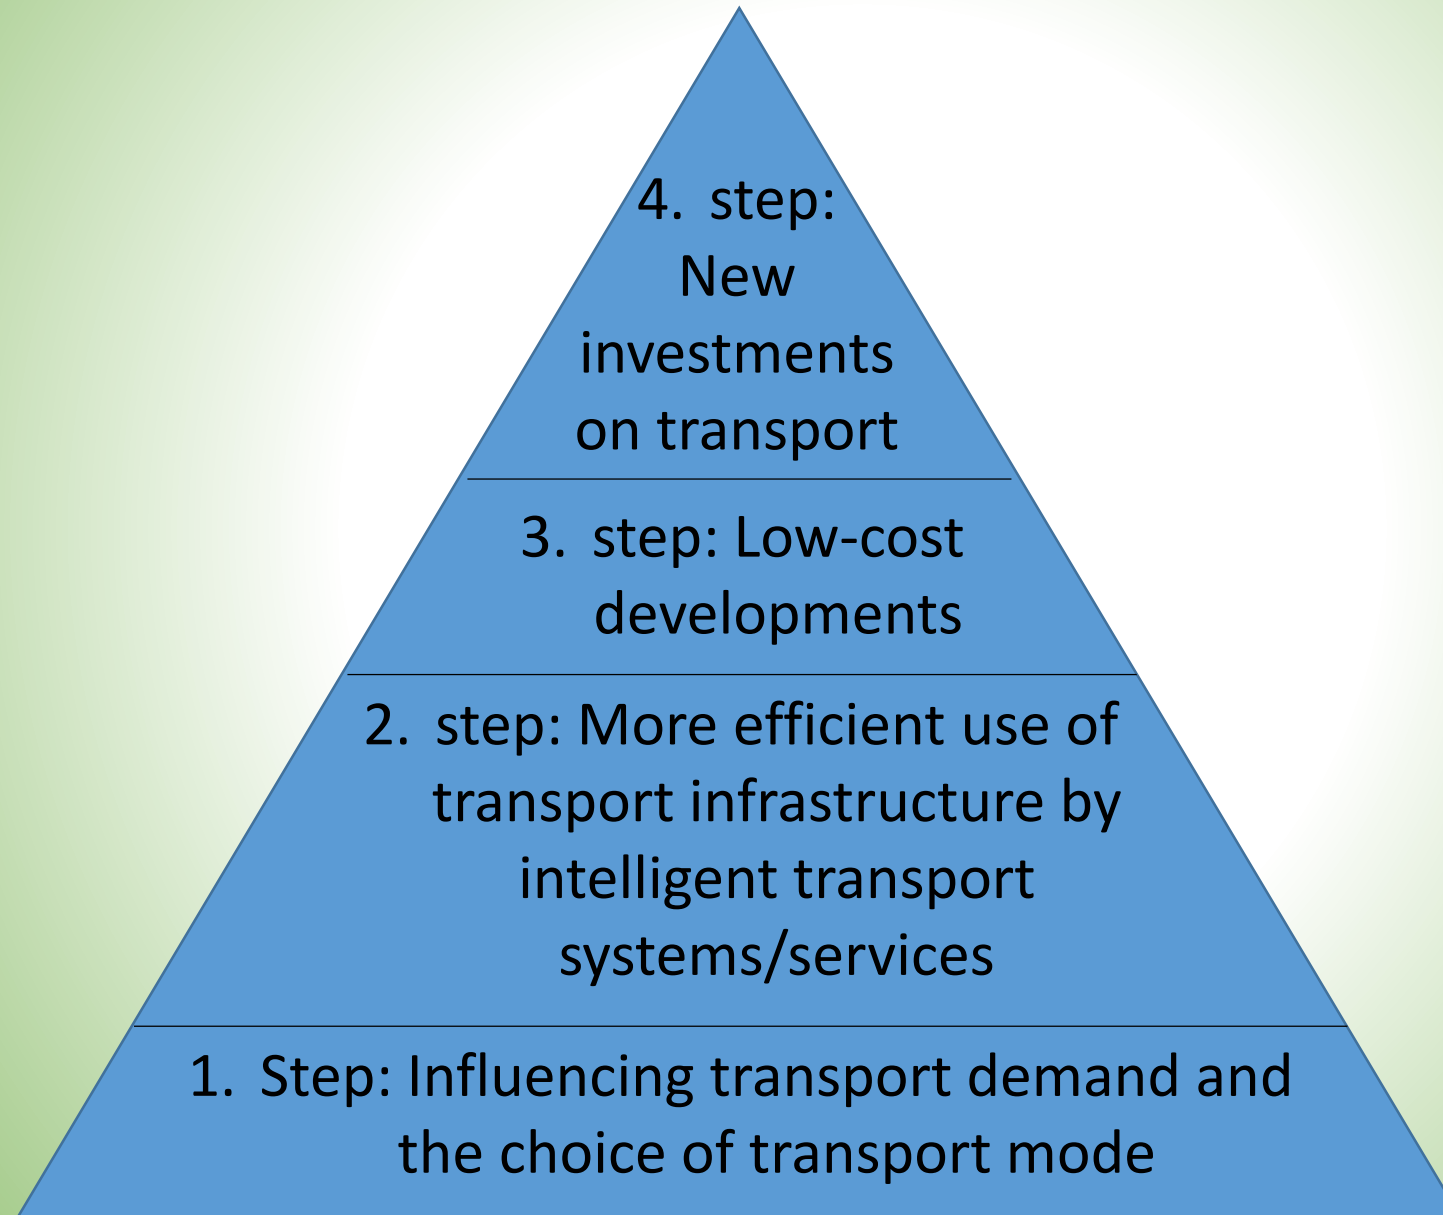 4. step:
New
investments
on transport
3. step: Low-cost
developments
2. step: More efficient use of
transport infrastructure by
intelligent transport
systems/services
1. Step: Influencing transport demand and
the choice of transport mode